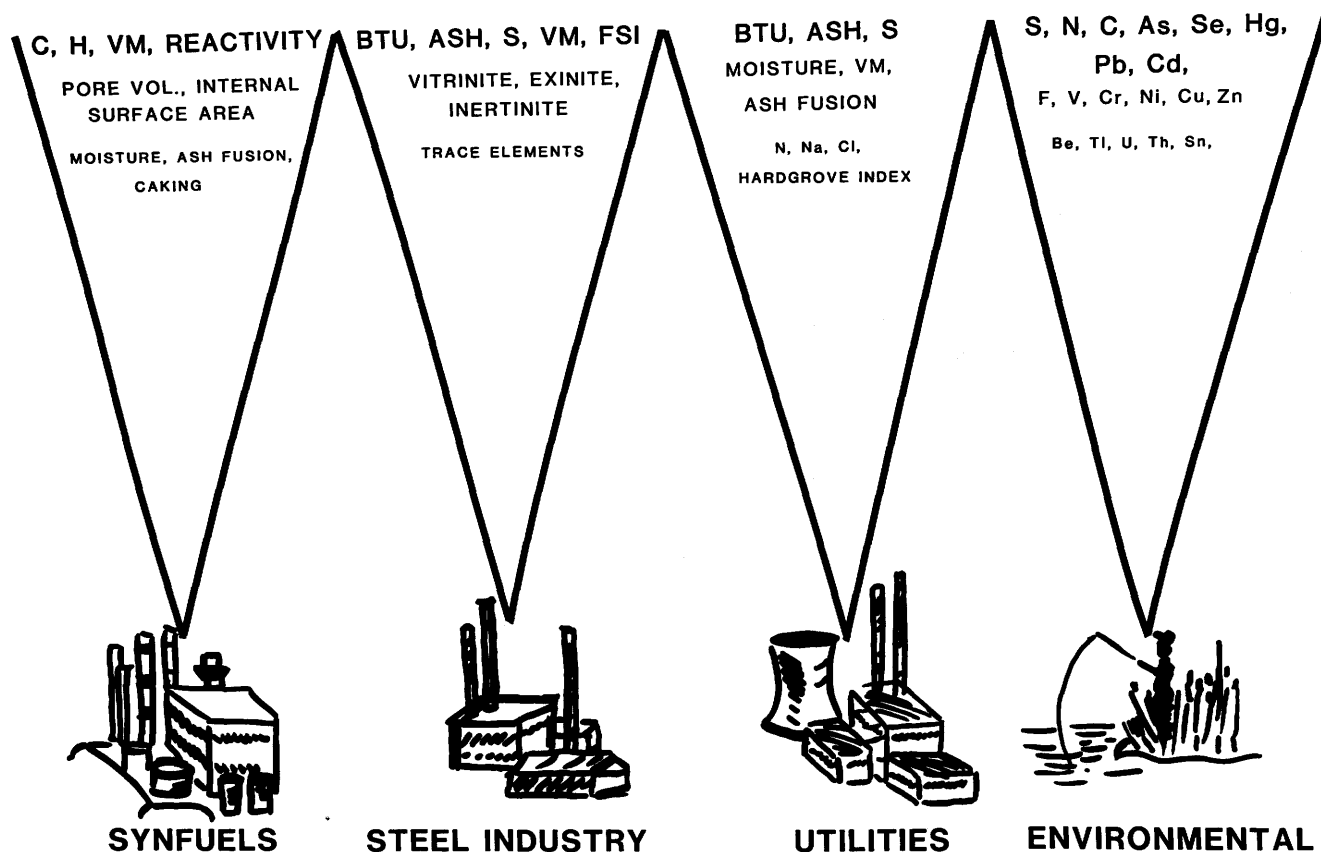 C, H, VM, REACTIVITY
PORE VOL., INTERNAL
SURFACE AREA
MOISTURE, ASH FUSION,
CAKING
BTU, ASH, S, VM, FSI
VITRINITE, EXINITE,
INERTINITE
TRACE ELEMENTS
BTU, ASH, S
MOISTURE, VM,
ASH FUSION
N, Na, Cl,
HARDGROVE INDEX
S, N, C, As, Se, Hg,
Pb, Cd,
F, V, Cr, Ni, Cu, Zn
Be, Tl, U, Th, Sn,
SYNFUELS
STEEL INDUSTRY
UTILITIES
ENVIRONMENTAL